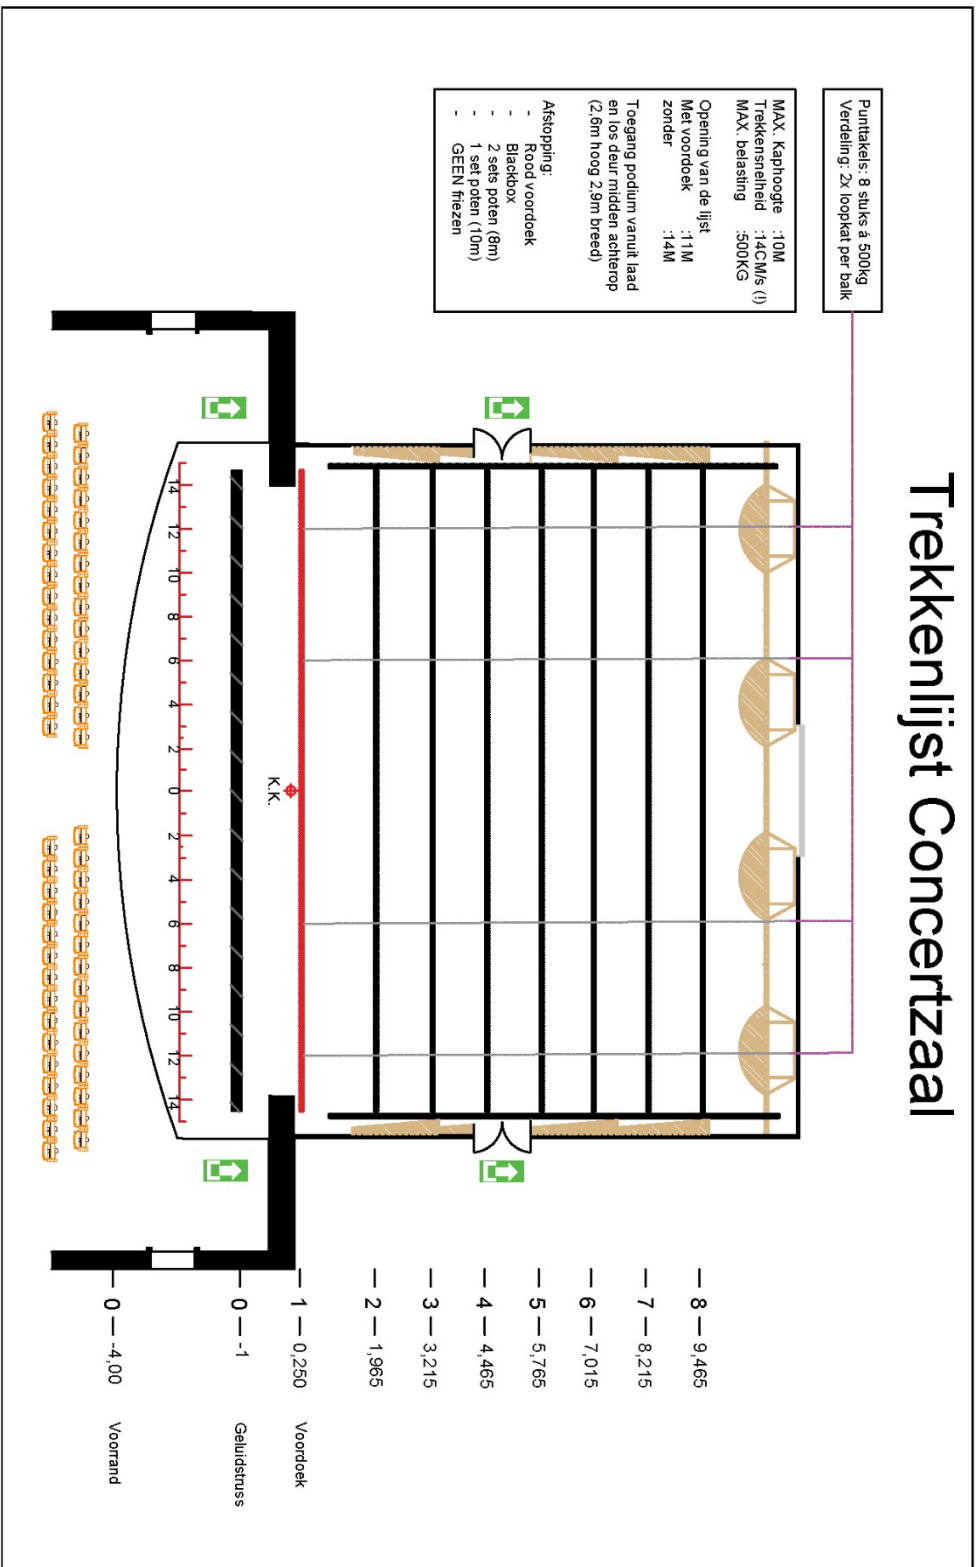 Trekkenlijst Concertzaal
Punttakels: 8 stuks á 500kg
Verdeling: 2x loopkat per balk
MAX. Kaphoogte :10M
Trekkensnelheid :14CM/s (!)
MAX. belasting :500KG
Opening van de lijst
Met voordoek :11M
zonder :14M
Toegang podium vanuit laad
en los deur midden achterop
(2,6m hoog 2,9m breed)
Afstopping:
- Rood voordoek
- Blackbox
- 2 sets poten (8m)
- 1 set poten (10m)
- GEEN friezen
8 — 9,465
7 — 8,215
6 — 7,015
5 — 5,765
4 — 4,465
3 — 3,215
2 — 1,965
1 — 0,250 Voordoek
K.K.
0 — -1 Geluidstruss
14 12 10 8 6 4 2 0 2 4 6 8 10 12 14
0 — -4,00 Voorrand